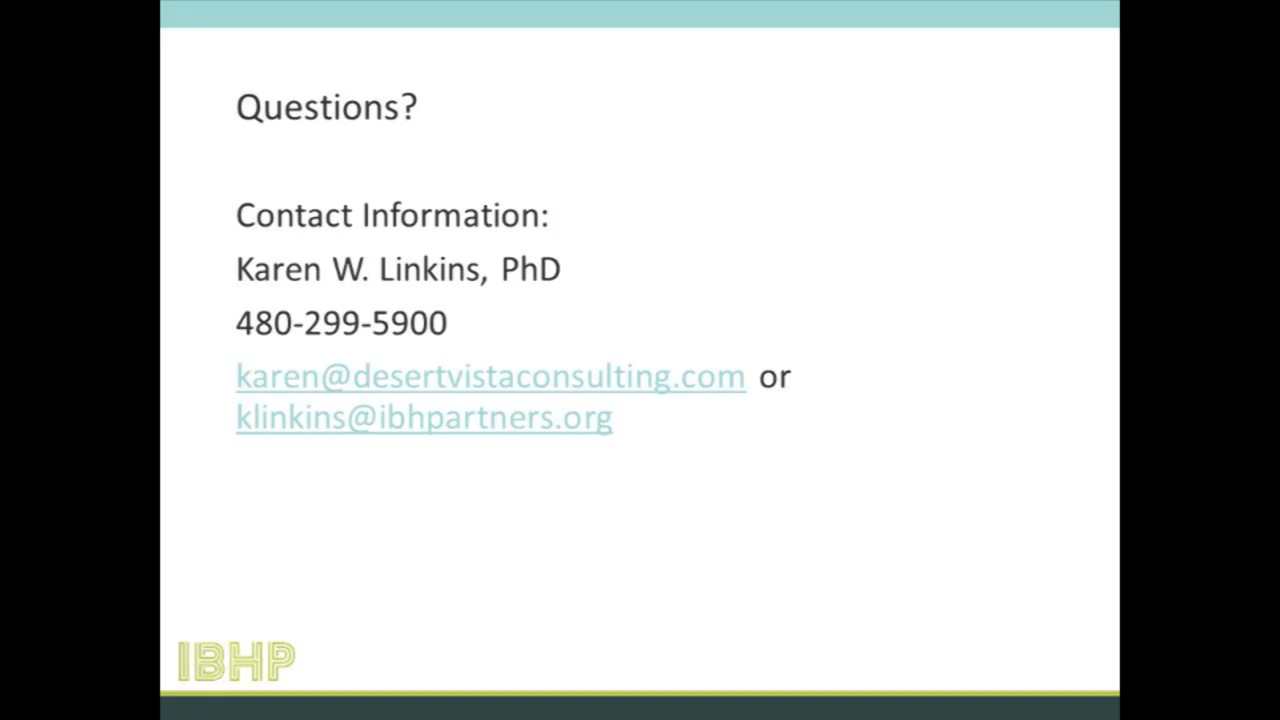 Questions?
Contact Information:
Karen W. Linkins, PhD
480-299-5900
karen@desertvistaconsulting.com or
klinkins@ibhpartners.org
IBHP